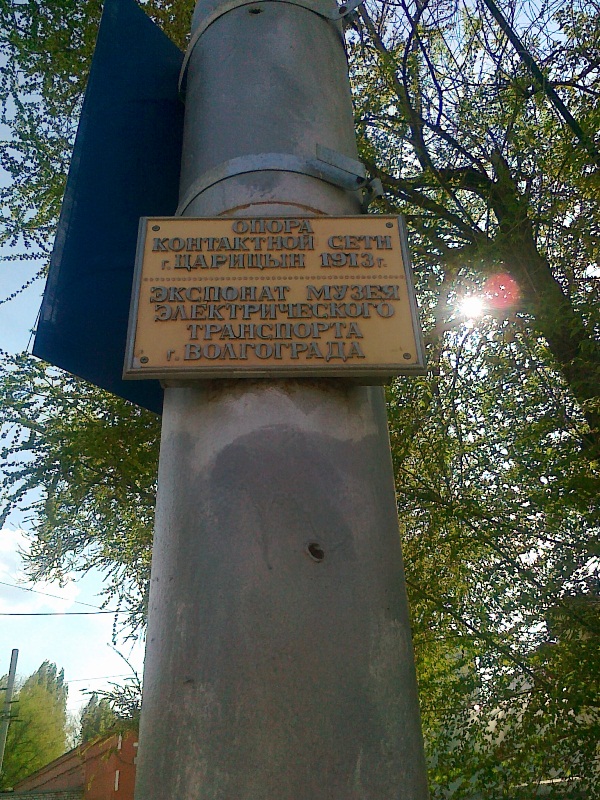 ОПОРА
КОНТАКТНОЙ СЕТИ
г. ЦАРИЦЫН 1913 г.
ЭКСПОНАТ МУЗЕЯ
ЭЛЕКТРИЧЕСКОГО
ТРАНСПОРТА
г. ВОЛГОГРАДА